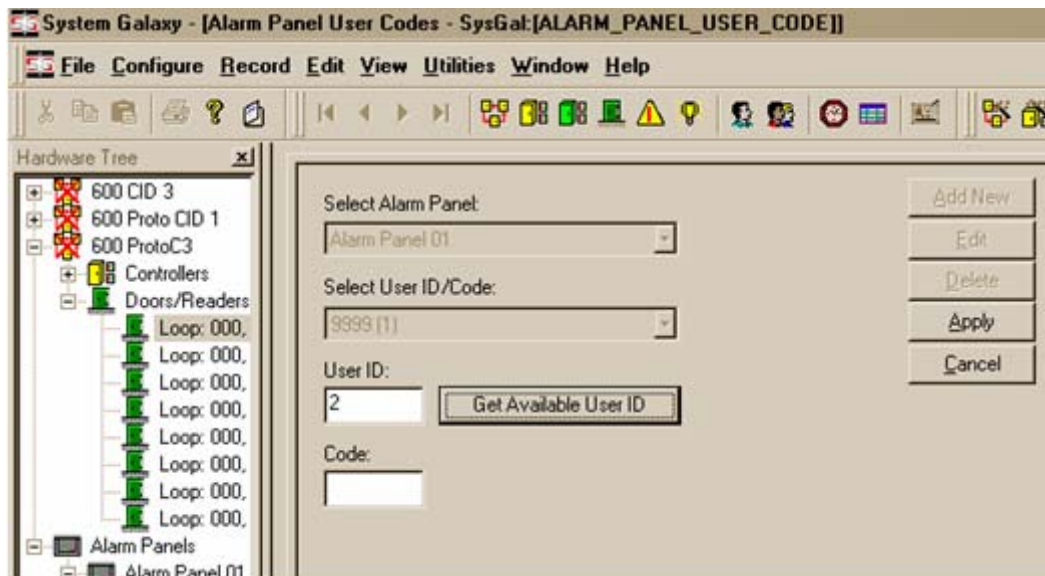 System Galaxy - [Alarm Panel User Codes - SysGal:[ALARM_PANEL_USER_CODE]]
File Configure Record Edit View Utilities Window Help
Hardware Tree
600 CID 3
600 Proto CID 1
600 ProtoC3
Controllers
Doors/Readers
Loop: 000,
Loop: 000,
Loop: 000,
Loop: 000,
Loop: 000,
Loop: 000,
Loop: 000,
Loop: 000,
Alarm Panels
Alarm Panel 01
Select Alarm Panel:
Alarm Panel 01
Select User ID/Code:
9999 (1)
User ID:
2
Get Available User ID
Code:
Add New
Edit
Delete
Apply
Cancel